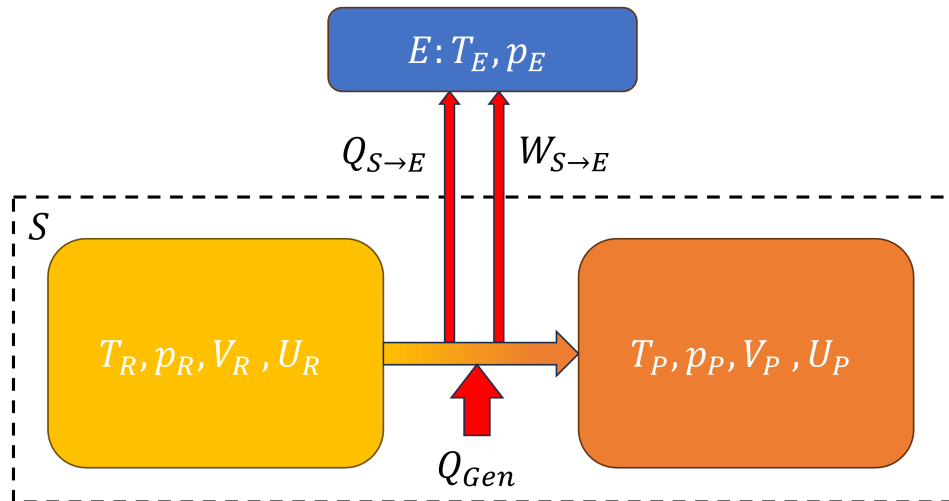 E: T_E, p_E
Q_{S→E} W_{S→E}
S
T_R, p_R, V_R , U_R
T_P, p_P, V_P , U_P
Q_{Gen}